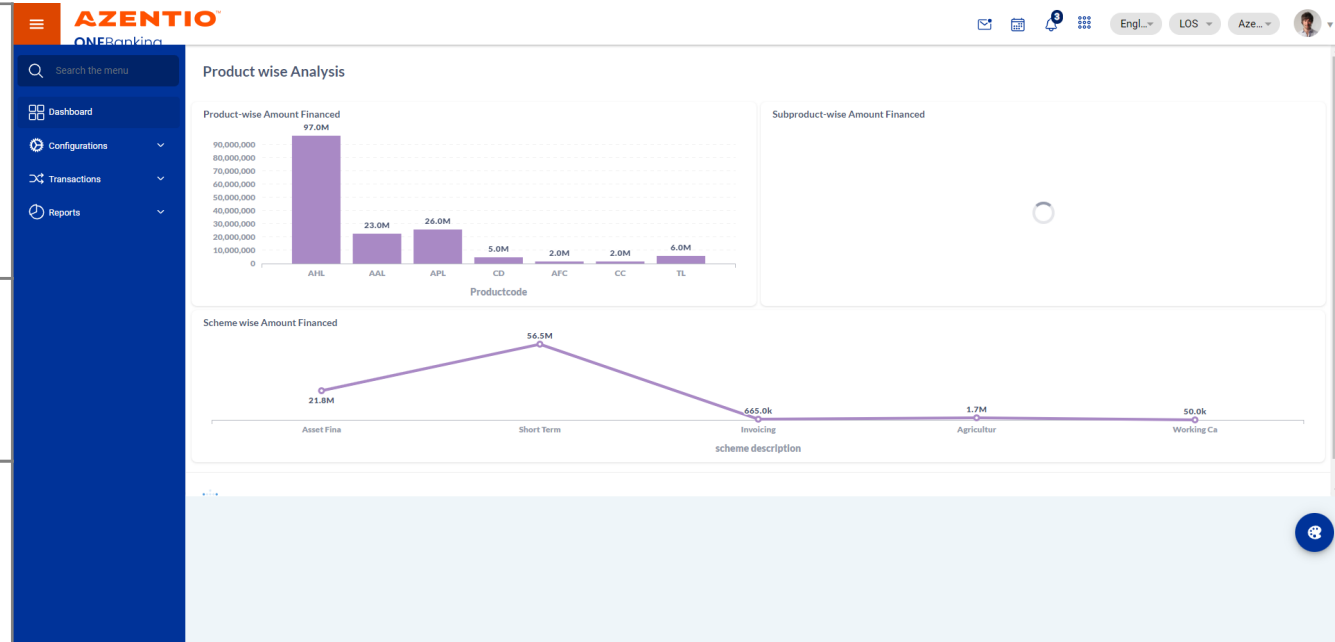 AZENTIO™
ONEBanking
3
Engl...
LOS
Aze...
Search the menu
Dashboard
Configurations
Transactions
Reports
Product wise Analysis
Product-wise Amount Financed
97.0M
90,000,000
80,000,000
70,000,000
60,000,000
50,000,000
40,000,000
30,000,000
20,000,000
10,000,000
0
23.0M
26.0M
5.0M
2.0M
2.0M
6.0M
AHL AAL APL CD AFC CC TL
Productcode
Subproduct-wise Amount Financed
Scheme wise Amount Financed
56.5M
21.8M
665.0k
1.7M
50.0k
Asset Fina Short Term Invoicing Agricultur Working Ca
scheme description